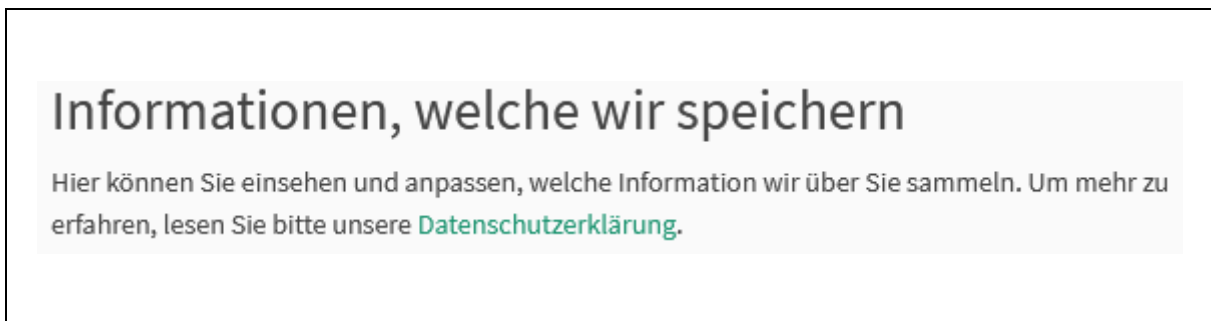 Informationen, welche wir speichern
Hier können Sie einsehen und anpassen, welche Information wir über Sie sammeln. Um mehr zu
erfahren, lesen Sie bitte unsere Datenschutzerklärung.